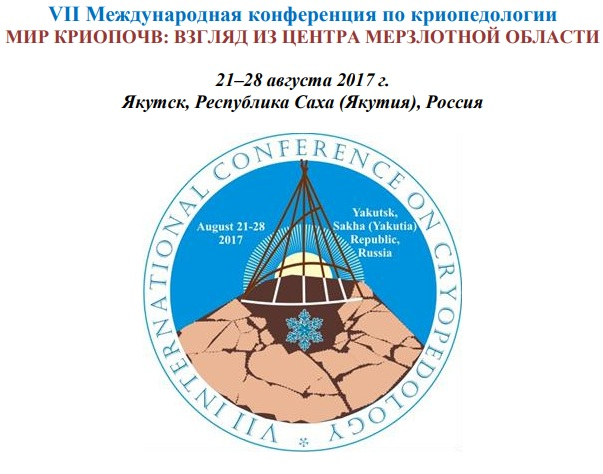 VII Международная конференция по криопедологии
МИР КРИОПОЧВ: ВЗГЛЯД ИЗ ЦЕНТРА МЕРЗЛОТНОЙ ОБЛАСТИ
21–28 августа 2017 г.
Якутск, Республика Саха (Якутия), Россия
VII INTERNATIONAL CONFERENCE ON CRYOPEDOLOGY *
August 21-28
2017
Yakutsk,
Sakha (Yakutia)
Republic,
Russia